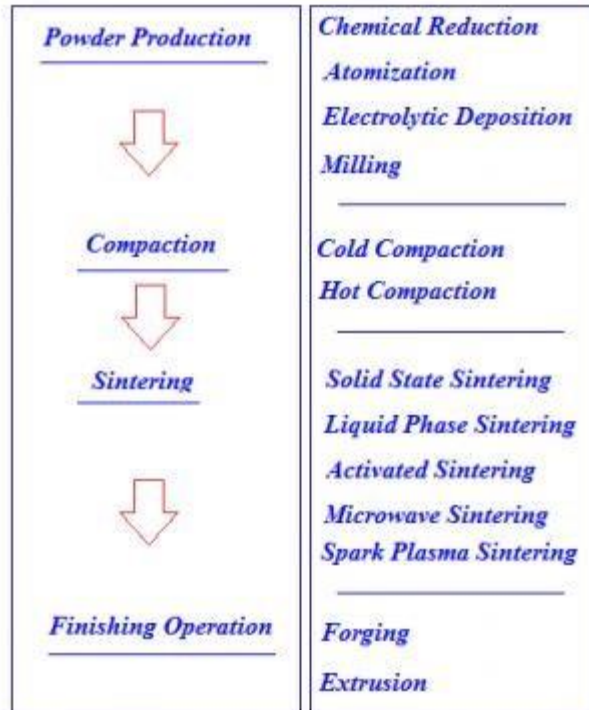 Powder Production
Chemical Reduction
Atomization
Electrolytic Deposition
Milling
Compaction
Cold Compaction
Hot Compaction
Sintering
Solid State Sintering
Liquid Phase Sintering
Activated Sintering
Microwave Sintering
Spark Plasma Sintering
Finishing Operation
Forging
Extrusion